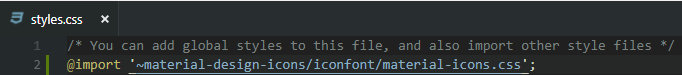 styles.css ×
1 /* You can add global styles to this file, and also import other style files */
2 @import '~material-design-icons/iconfont/material-icons.css';